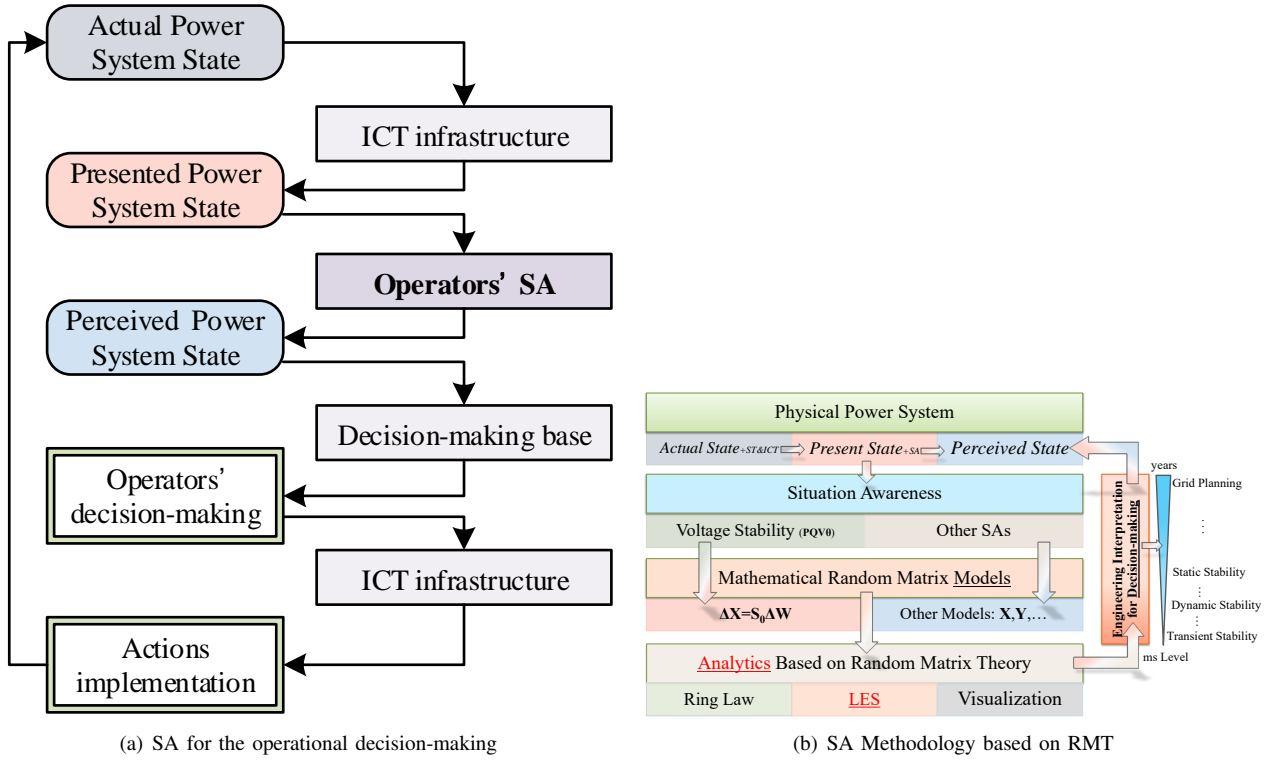 Actual Power
System State
ICT infrastructure
Presented Power
System State
Operators’ SA
Perceived Power
System State
Decision-making base
Operators’
decision-making
ICT infrastructure
Actions
implementation
(a) SA for the operational decision-making
Physical Power System
Actual State+ST&ICT Present State+SA Perceived State
Situation Awareness
Voltage Stability (PQV0) Other SAs
Mathematical Random Matrix Models
ΔX=S₀ΔW Other Models: X,Y,…
Analytics Based on Random Matrix Theory
Ring Law LES Visualization
Engineering Interpretation
for Decision-making
years
Grid Planning
⋮
Static Stability
⋮
Dynamic Stability
⋮
Transient Stability
ms Level
(b) SA Methodology based on RMT